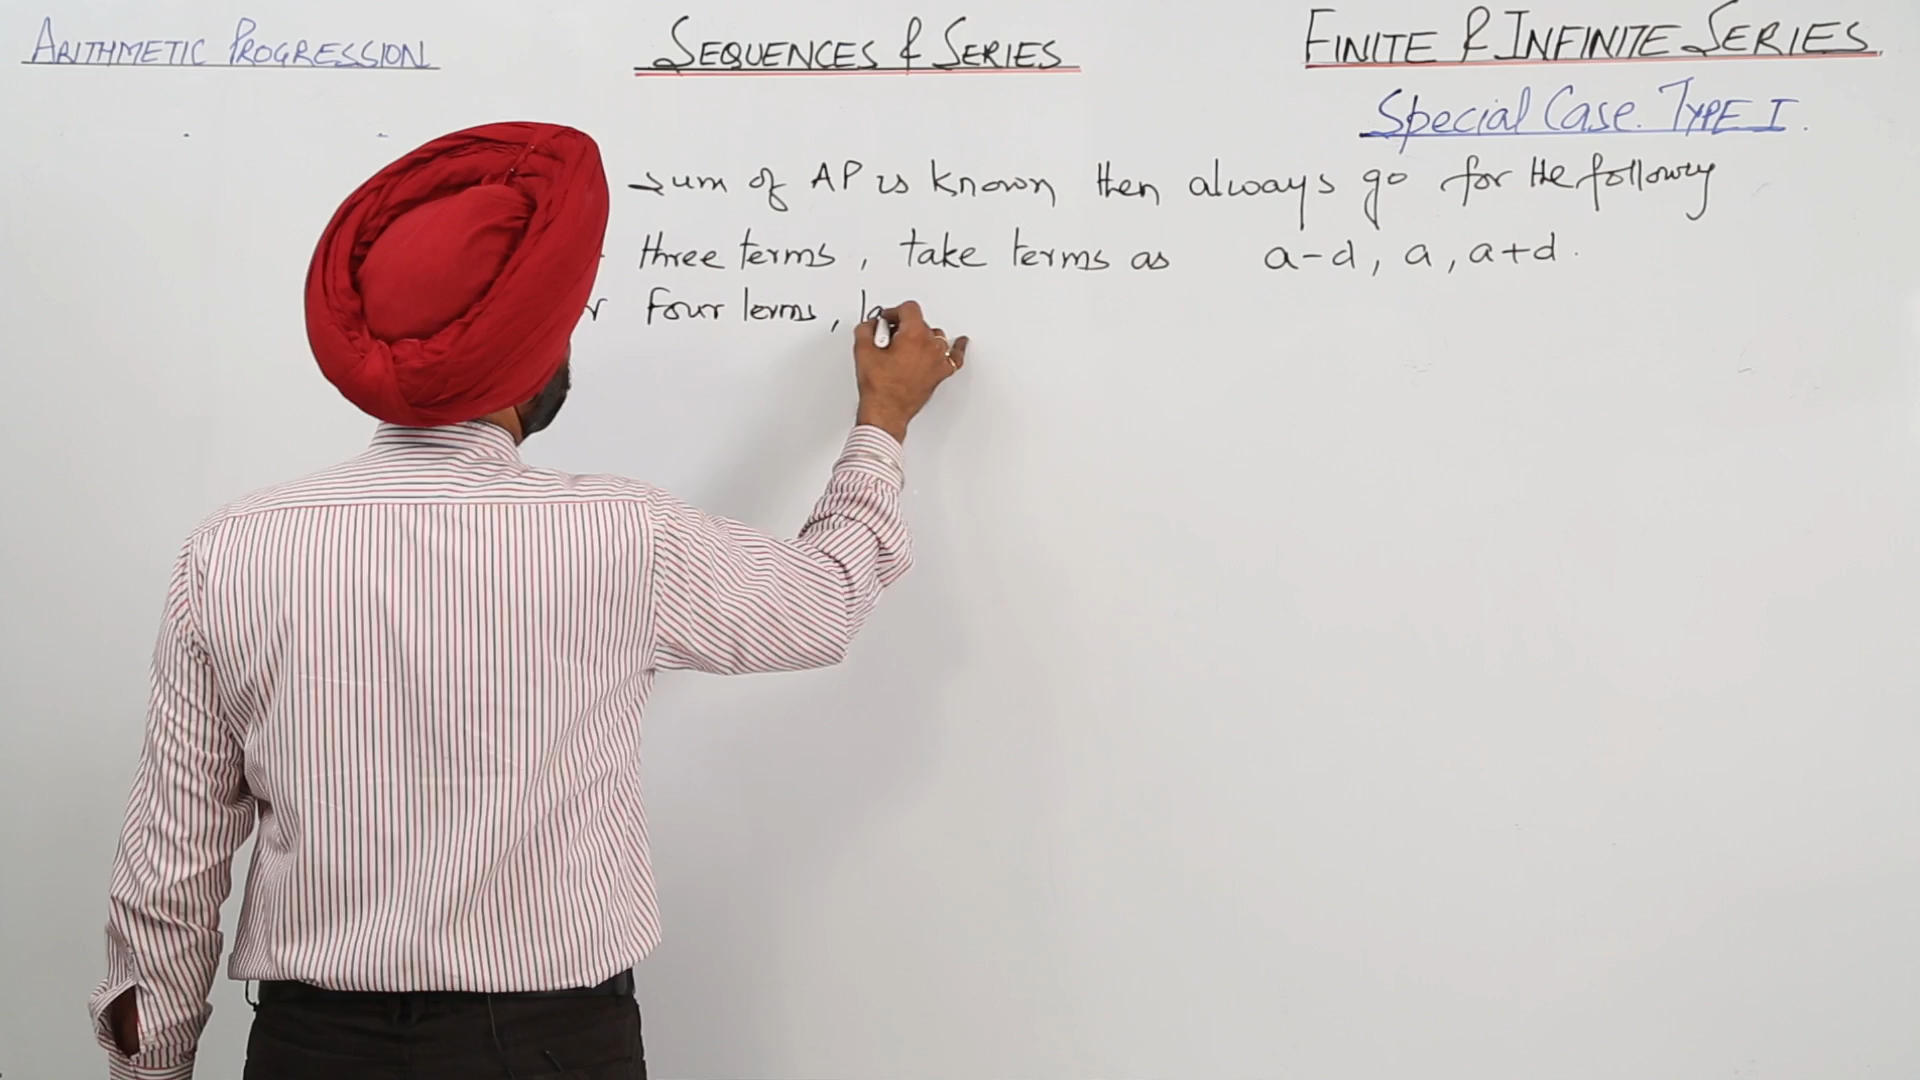 ARITHMETIC PROGRESSION
SEQUENCES & SERIES
FINITE & INFINITE SERIES
Special Case. TYPE I.
sum of AP is known then always go for the following
three terms, take terms as a-d, a, a+d.
r four terms, ta